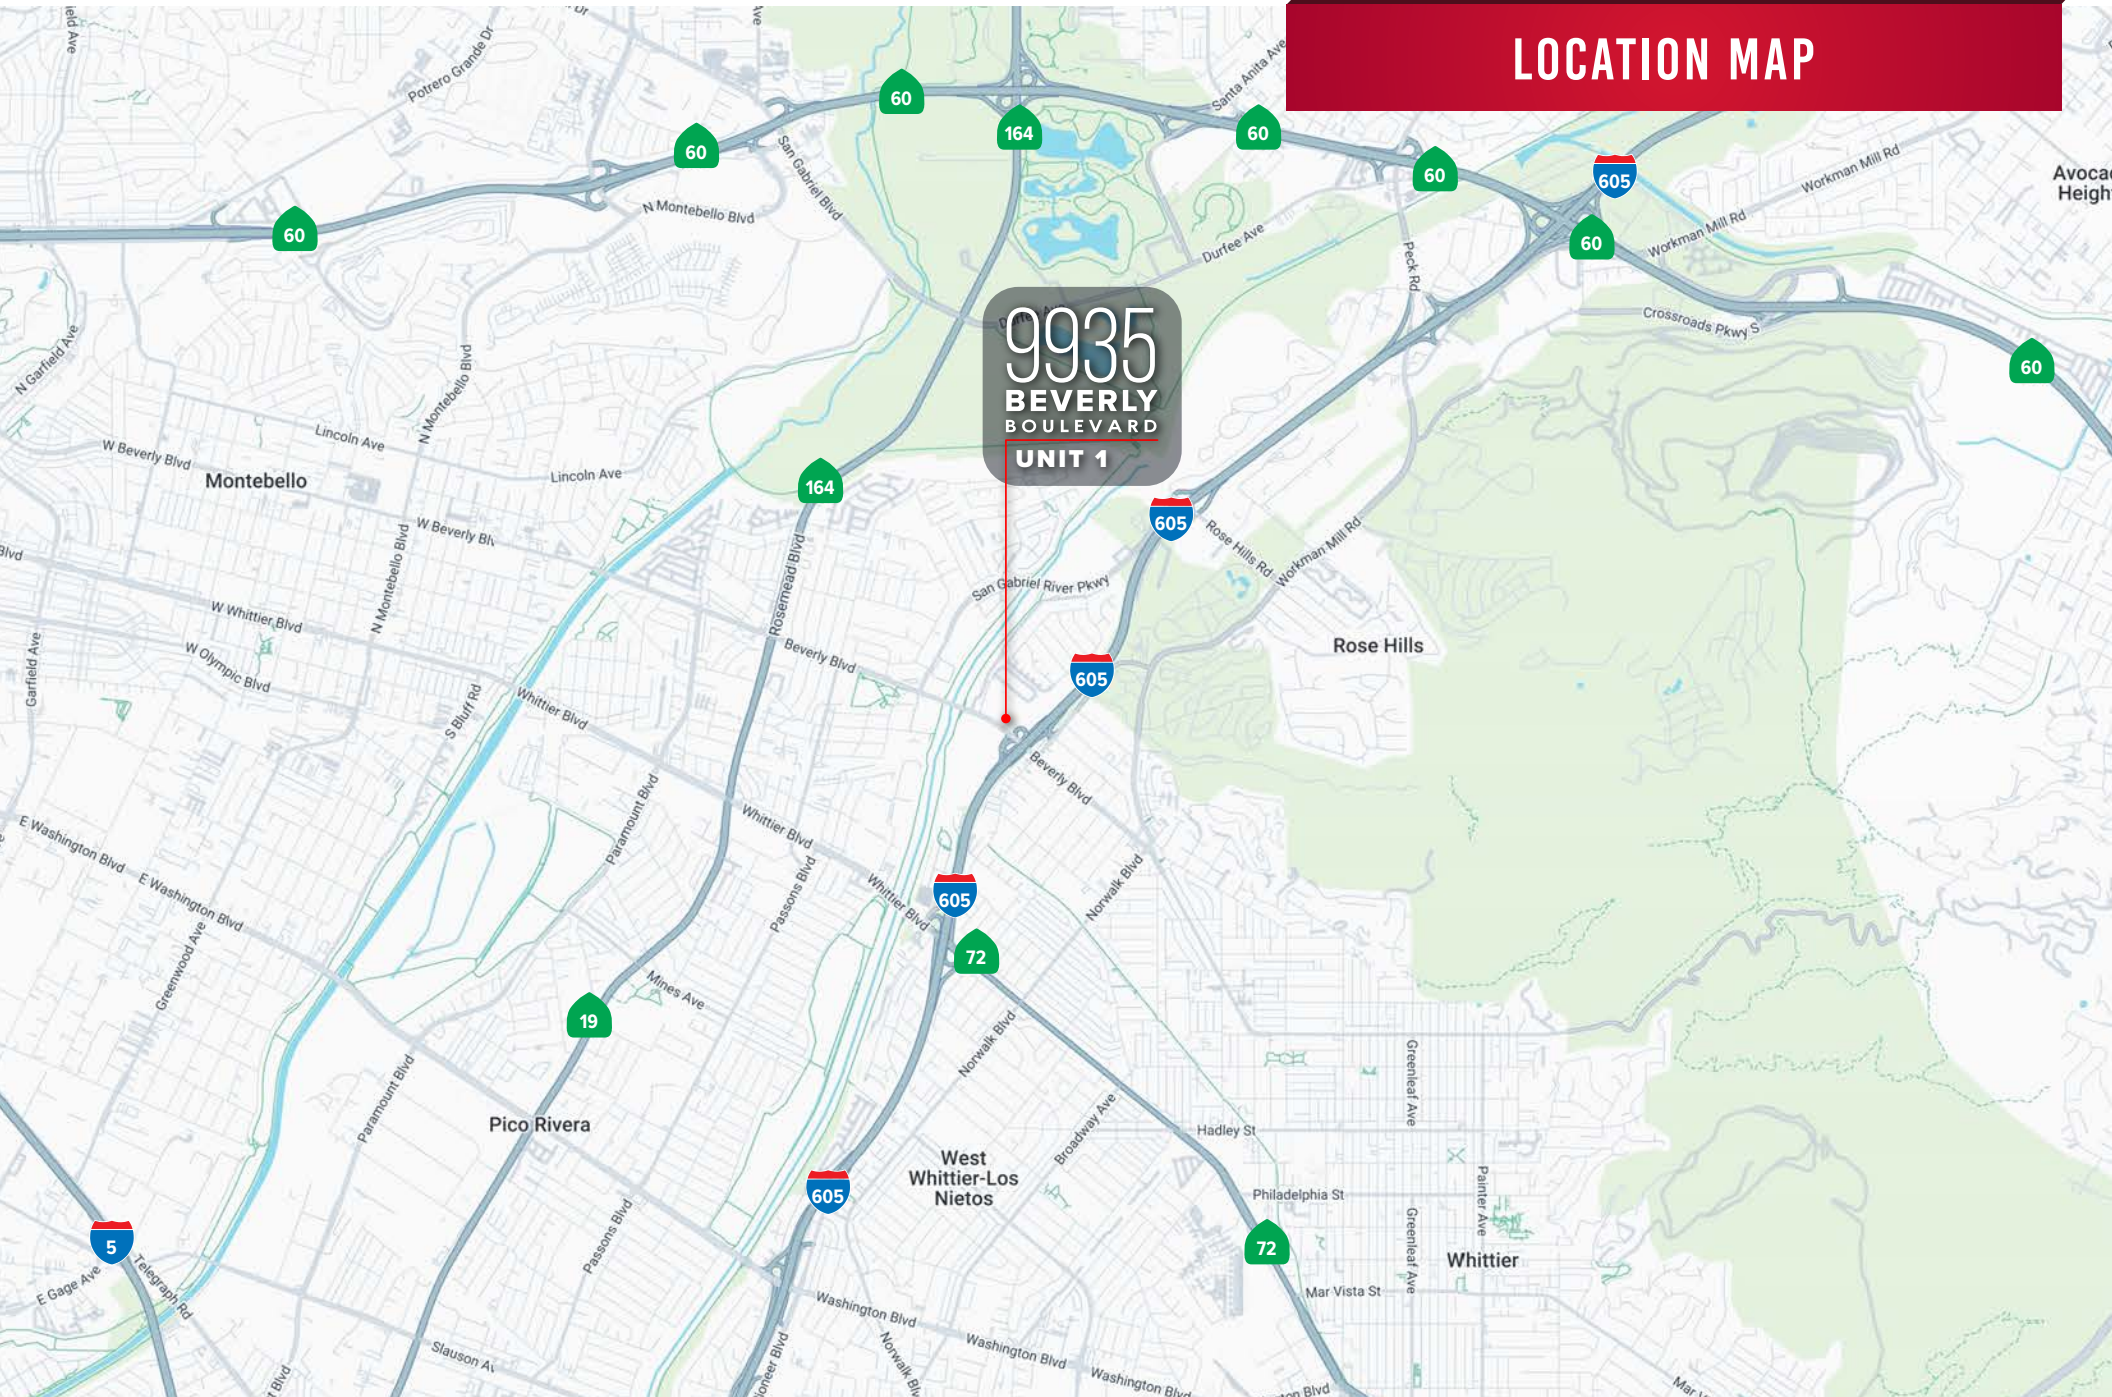 LOCATION MAP
Potrero Grande Dr
Santa Anita Ave
60
60
164
60
60
60
605
60
60
Workman Mill Rd
Workman Mill Rd
San Gabriel Blvd
N Montebello Blvd
Durfee Ave
Peck Rd
Crossroads Pkwy S
9935
BEVERLY
BOULEVARD
UNIT 1
N Garfield Ave
N Montebello Blvd
Lincoln Ave
Lincoln Ave
W Beverly Blvd
Montebello
164
N Montebello Blvd
Rosemead Blvd
605
Rose Hills Rd
Workman Mill Rd
San Gabriel River Pkwy
W Whittier Blvd
W Olympic Blvd
Garfield Ave
Beverly Blvd
Rose Hills
605
S Bluff Rd
Whittier Blvd
Beverly Blvd
Paramount Blvd
Whittier Blvd
E Washington Blvd
E Washington Blvd
Passons Blvd
Whittier Blvd
605
Norwalk Blvd
72
Greenwood Ave
Mines Ave
19
Norwalk Blvd
Paramount Blvd
Pico Rivera
Greenleaf Ave
Broadway Ave
Hadley St
West
Whittier-Los
Nietos
605
Philadelphia St
Painter Ave
Passons Blvd
5
E Gage Ave
Telegraph Rd
72
Greenleaf Ave
Whittier
Mar Vista St
Washington Blvd
Washington Blvd
Washington Blvd